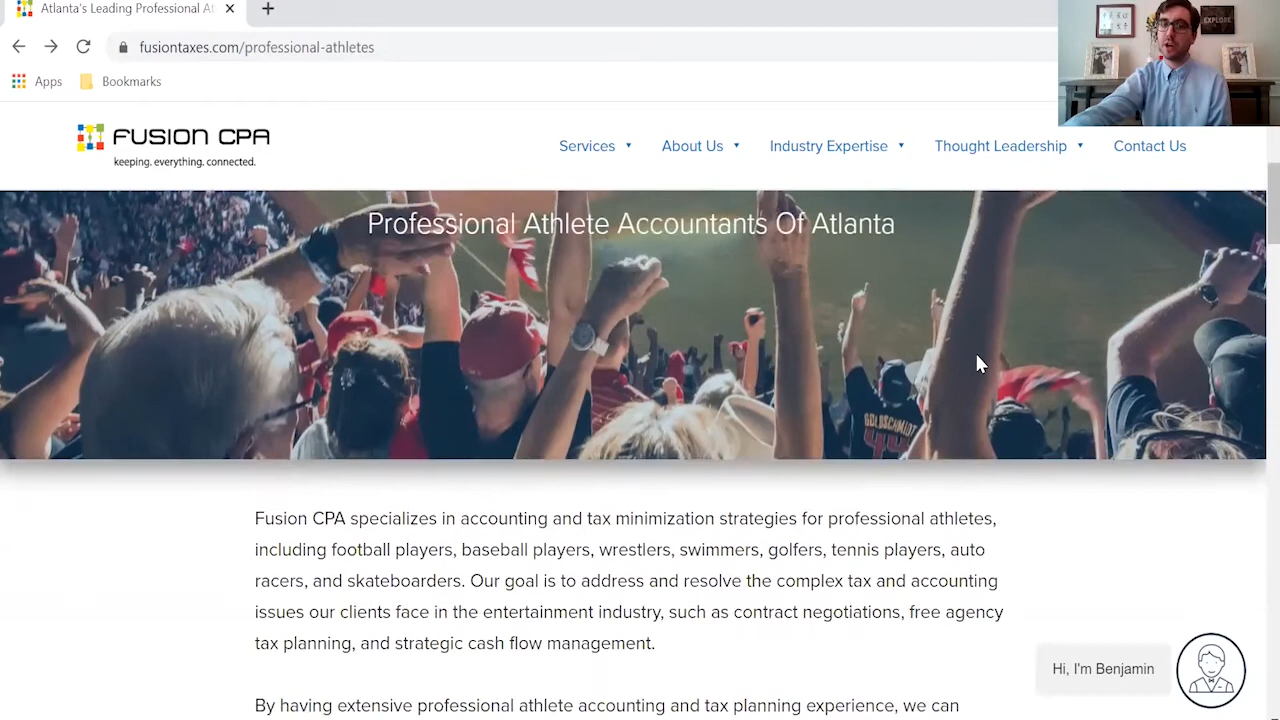 Atlanta's Leading Professional At
fusiontaxes.com/professional-athletes
Apps
Bookmarks
EXPLORE
FUSION CPA
keeping. everything. connected.
Services
About Us
Industry Expertise
Thought Leadership
Contact Us
Professional Athlete Accountants Of Atlanta
GOLDSCHMIDT
44
Fusion CPA specializes in accounting and tax minimization strategies for professional athletes,
including football players, baseball players, wrestlers, swimmers, golfers, tennis players, auto
racers, and skateboarders. Our goal is to address and resolve the complex tax and accounting
issues our clients face in the entertainment industry, such as contract negotiations, free agency
tax planning, and strategic cash flow management.
Hi, I'm Benjamin
By having extensive professional athlete accounting and tax planning experience, we can